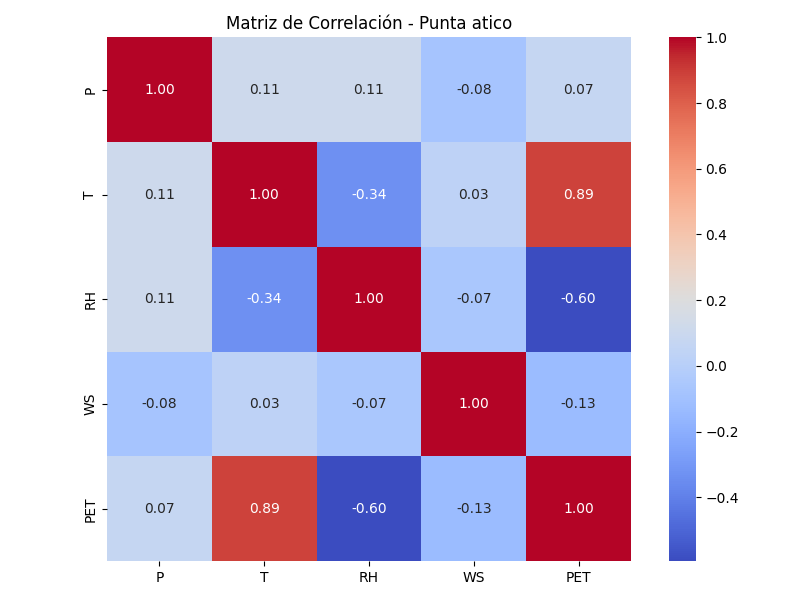 Matriz de Correlación - Punta atico
P 1.00 0.11 0.11 -0.08 0.07
T 0.11 1.00 -0.34 0.03 0.89
RH 0.11 -0.34 1.00 -0.07 -0.60
WS -0.08 0.03 -0.07 1.00 -0.13
PET 0.07 0.89 -0.60 -0.13 1.00
P T RH WS PET
1.0
0.8
0.6
0.4
0.2
0.0
−0.2
−0.4